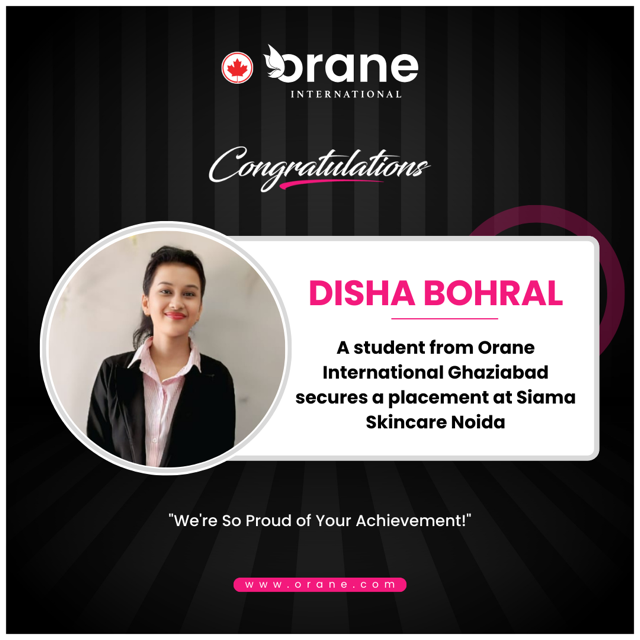 orane
INTERNATIONAL
Congratulations
DISHA BOHRAL
A student from Orane
International Ghaziabad
secures a placement at Siama
Skincare Noida
"We're So Proud of Your Achievement!"
www.orane.com